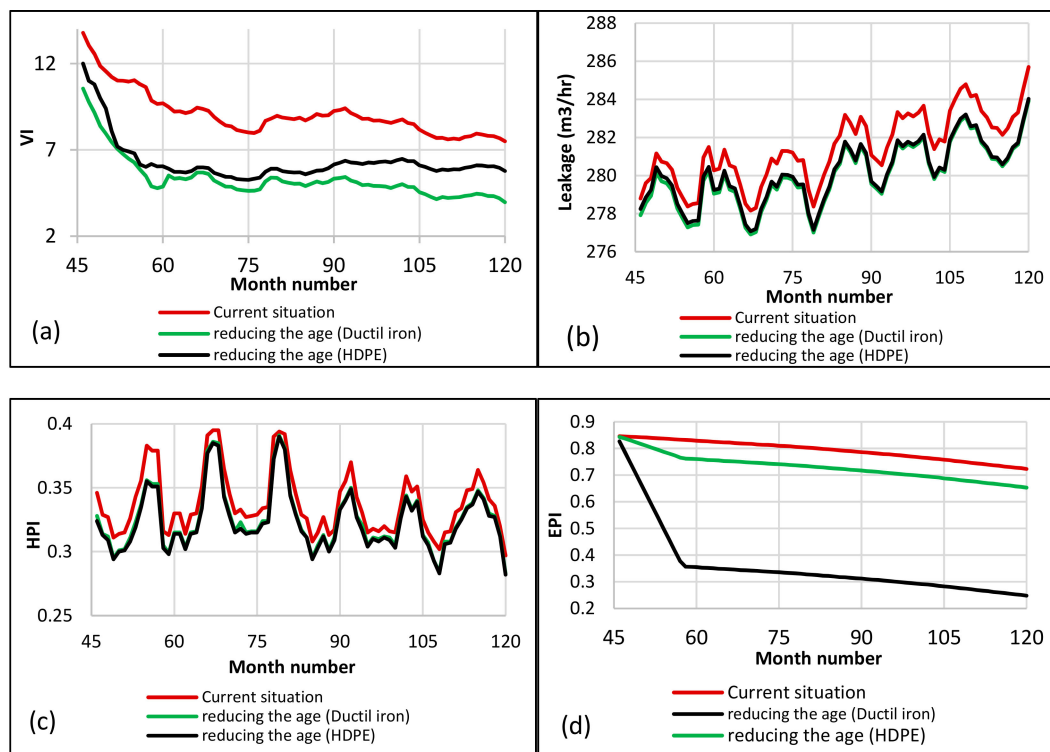 VI
12
7
2
45 60 75 90 105 120
Month number
Current situation
reducing the age (Ductil iron)
reducing the age (HDPE)
(a)
Leakage (m3/hr)
288
286
284
282
280
278
276
45 60 75 90 105 120
Month number
Current situation
reducing the age (Ductil iron)
reducing the age (HDPE)
(b)
HPI
0.4
0.35
0.3
0.25
45 60 75 90 105 120
Month number
Current situation
reducing the age (Ductil iron)
reducing the age (HDPE)
(c)
EPI
0.9
0.8
0.7
0.6
0.5
0.4
0.3
0.2
45 60 75 90 105 120
Month number
Current situation
reducing the age (Ductil iron)
reducing the age (HDPE)
(d)